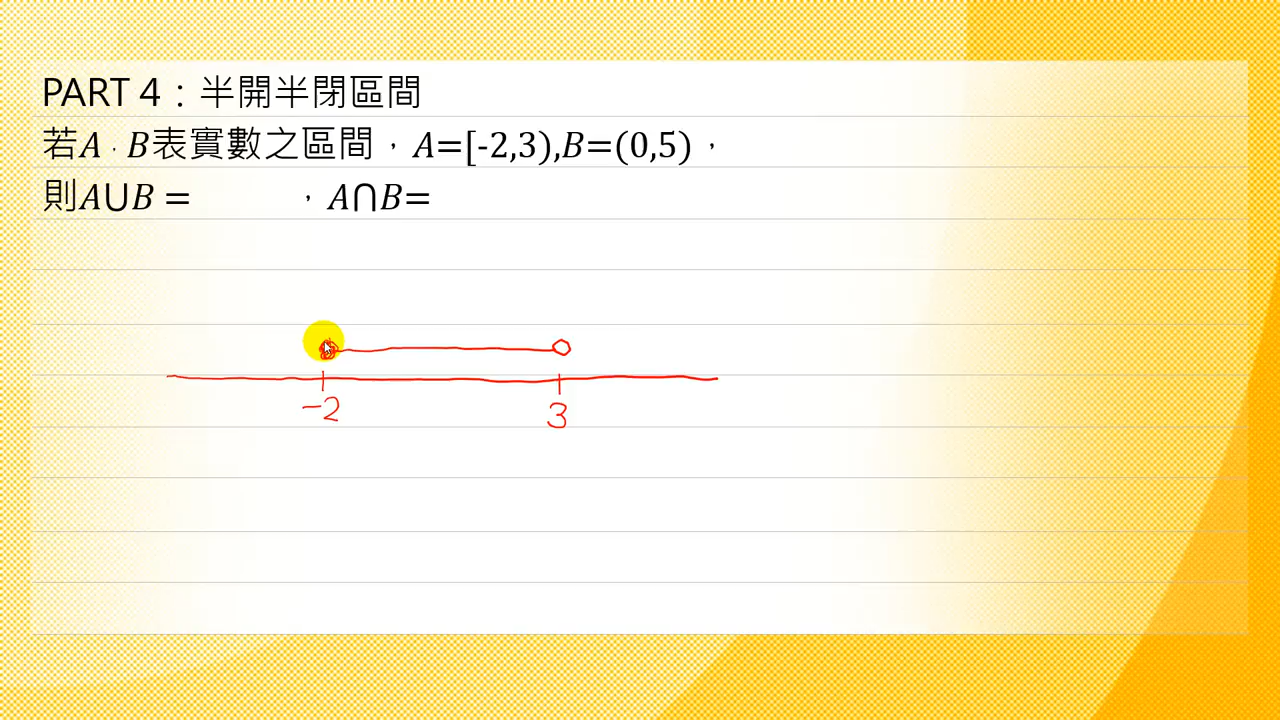 PART 4：半開半閉區間
若A．B表實數之區間，A=[-2,3),B=(0,5)，
則A⋃B =　　　，A⋂B=
-2 3